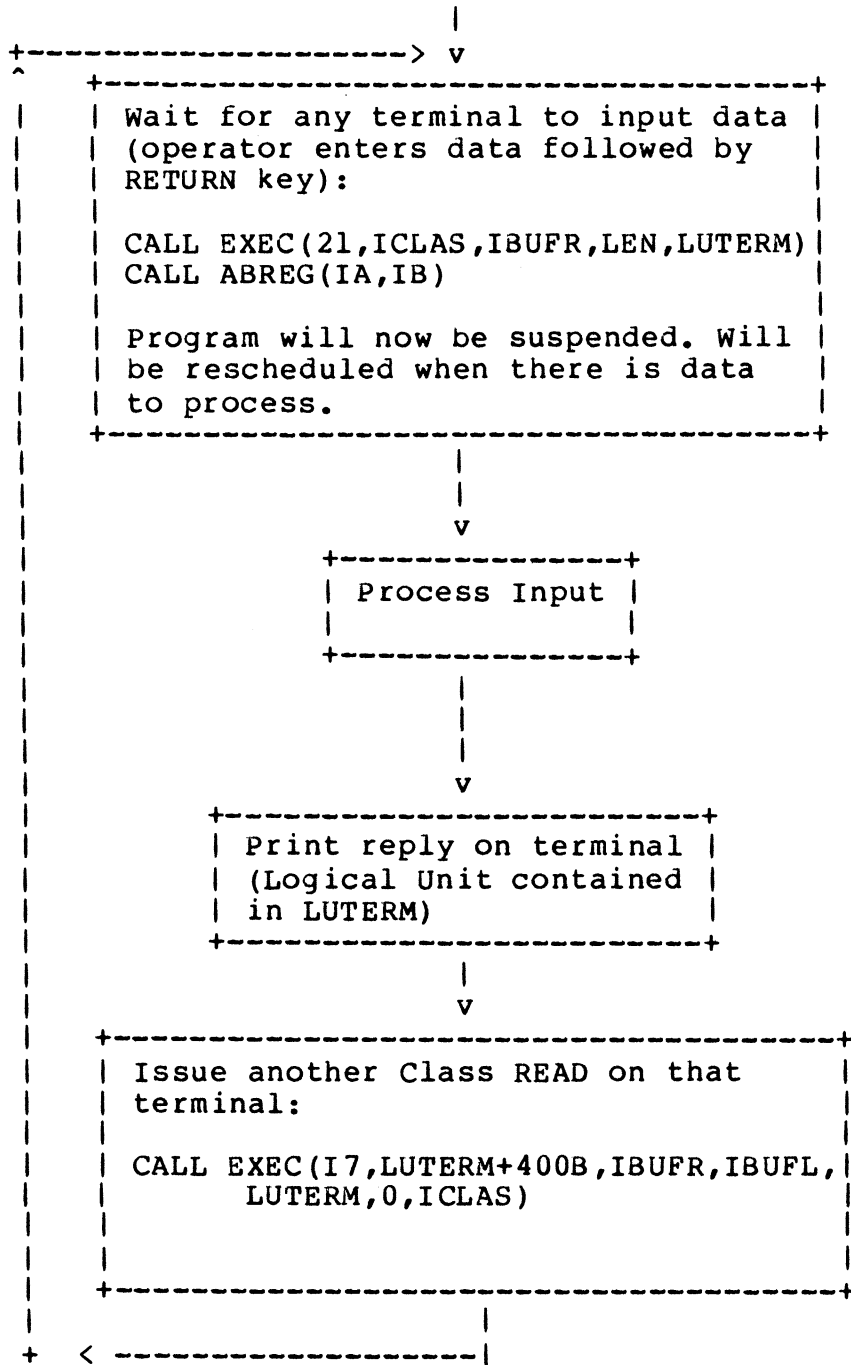 Wait for any terminal to input data
(operator enters data followed by
RETURN key):
CALL EXEC(21,ICLAS,IBUFR,LEN,LUTERM)
CALL ABREG(IA,IB)
Program will now be suspended. Will
be rescheduled when there is data
to process.
Process Input
Print reply on terminal
(Logical Unit contained
in LUTERM)
Issue another Class READ on that
terminal:
CALL EXEC(I7,LUTERM+400B,IBUFR,IBUFL,
LUTERM,0,ICLAS)